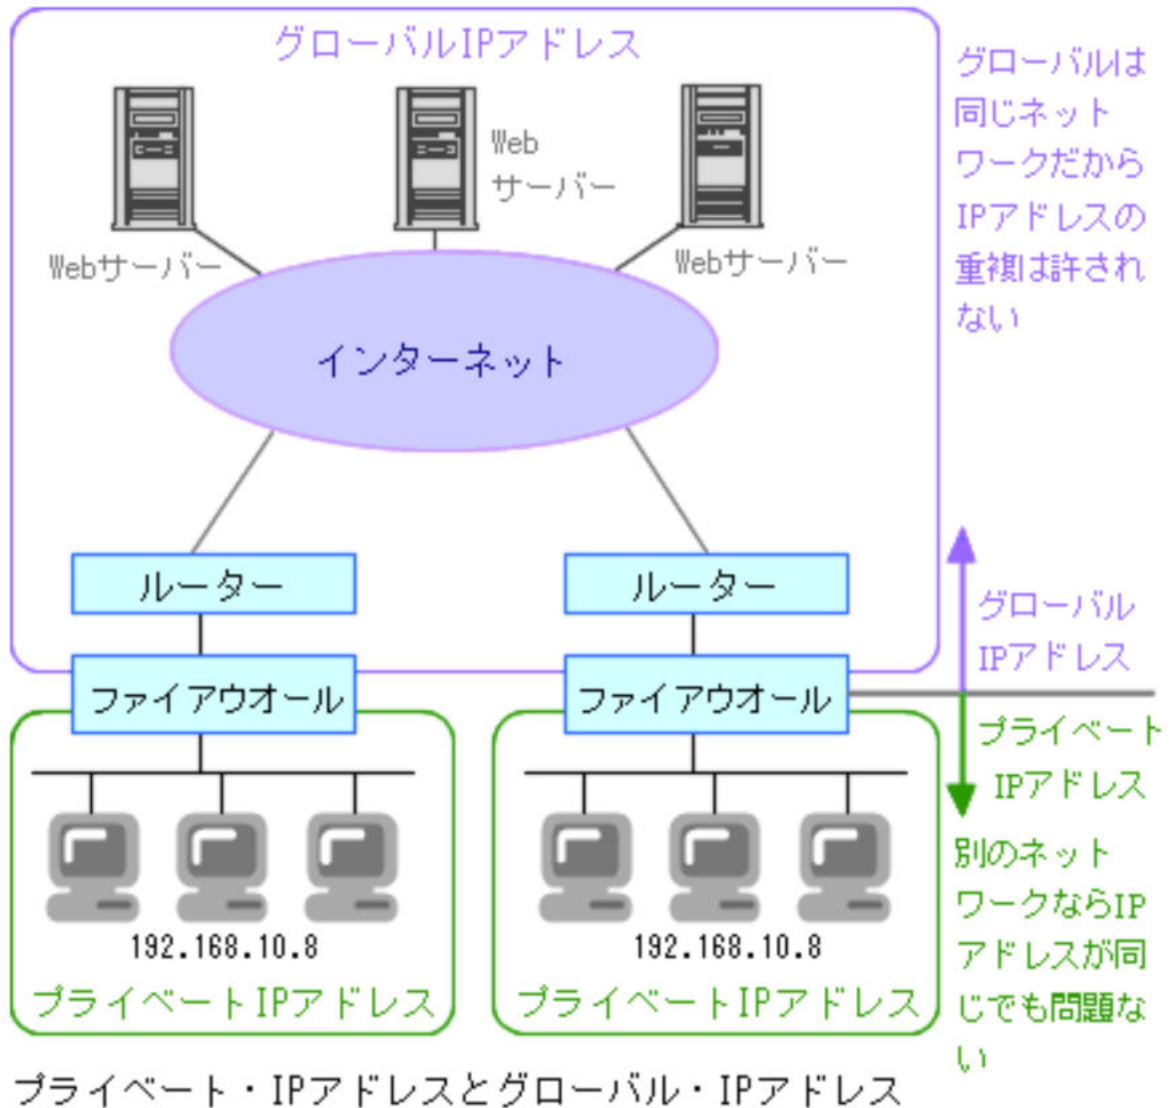 グローバルIPアドレス
Web
サーバー
Webサーバー
Webサーバー
インターネット
ルーター
ルーター
ファイアウオール
ファイアウオール
192.168.10.8
192.168.10.8
プライベートIPアドレス
プライベートIPアドレス
グローバルは
同じネット
ワークだから
IPアドレスの
重複は許され
ない
グローバル
IPアドレス
プライベート
IPアドレス
別のネット
ワークならIP
アドレスが同
じでも問題な
い
プライベート・IPアドレスとグローバル・IPアドレス